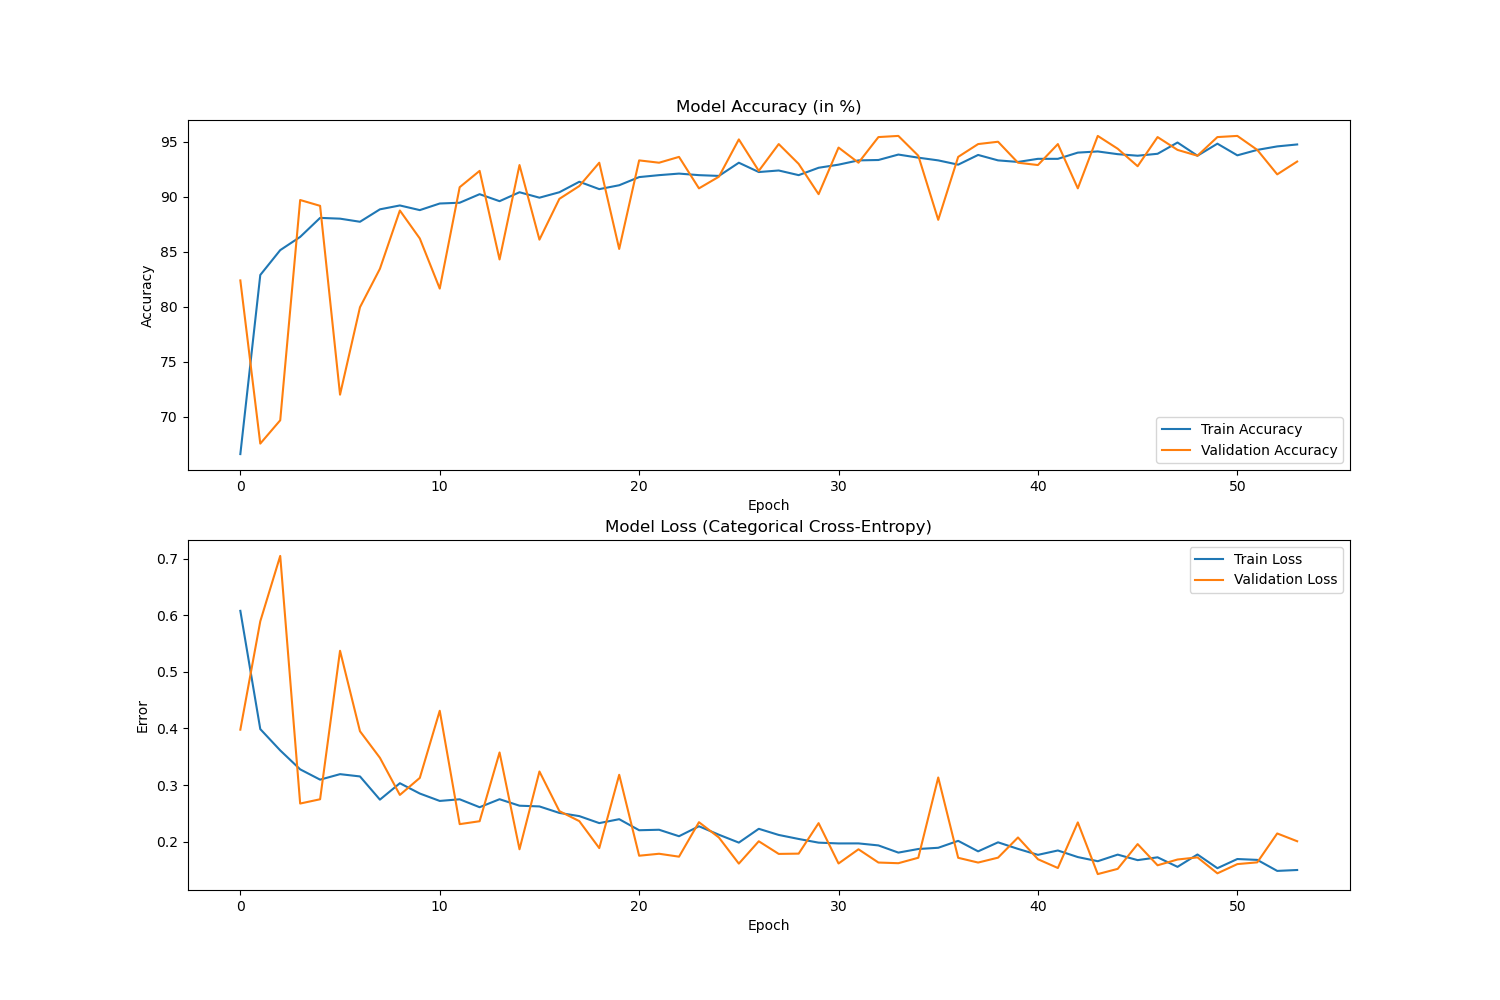 Model Accuracy (in %)
95
90
85
80
75
70
Accuracy
Train Accuracy
Validation Accuracy
0 10 20 30 40 50
Epoch
Model Loss (Categorical Cross-Entropy)
0.7
0.6
0.5
0.4
0.3
0.2
Error
Train Loss
Validation Loss
0 10 20 30 40 50
Epoch